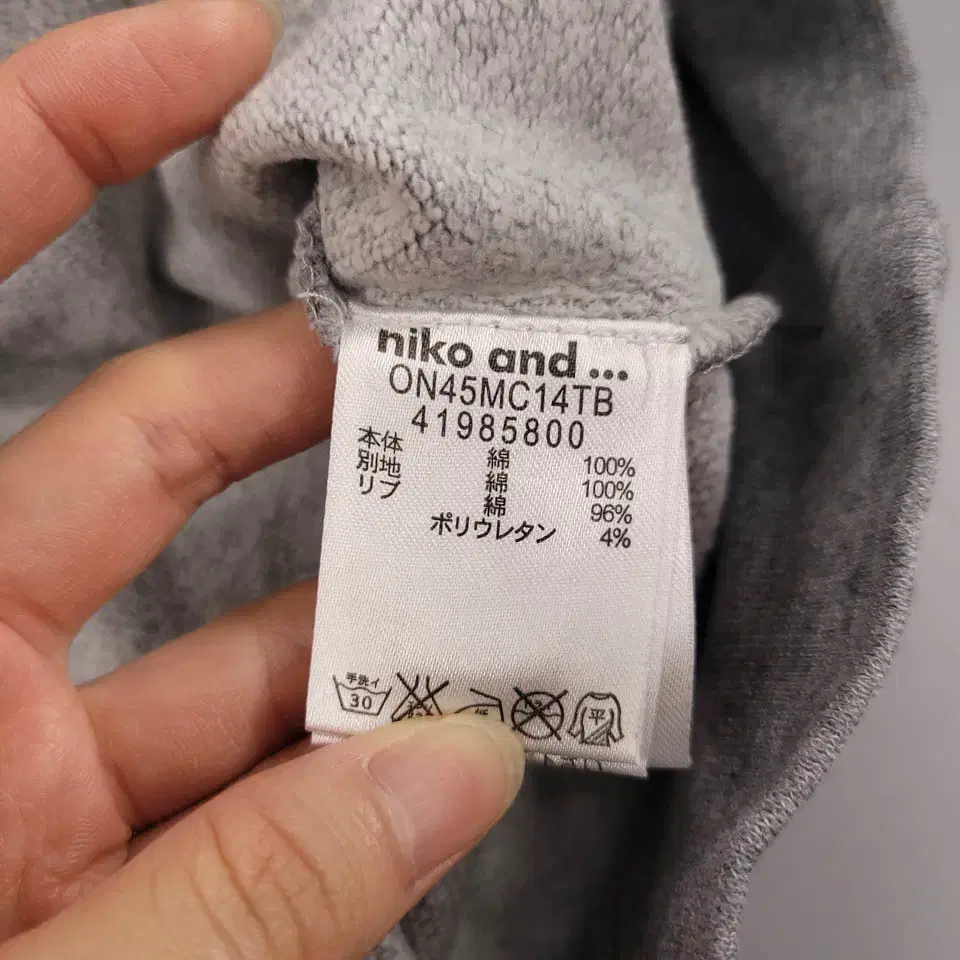 niko and ...
ON45MC14TB
41985800
本体 綿 100%
別地 綿 100%
リブ 綿 96%
ポリウレタン 4%
手洗イ
30
低
平